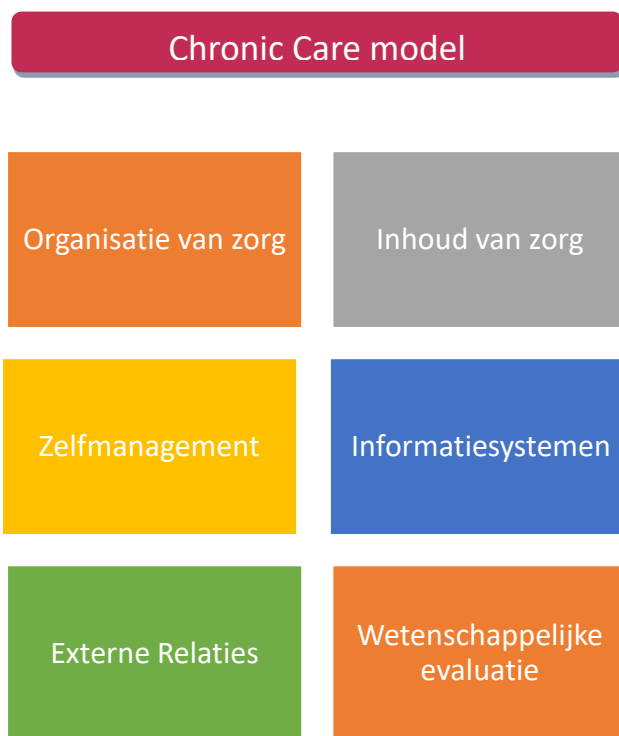 Chronic Care model
Organisatie van zorg
Inhoud van zorg
Zelfmanagement
Informatiesystemen
Externe Relaties
Wetenschappelijke
evaluatie